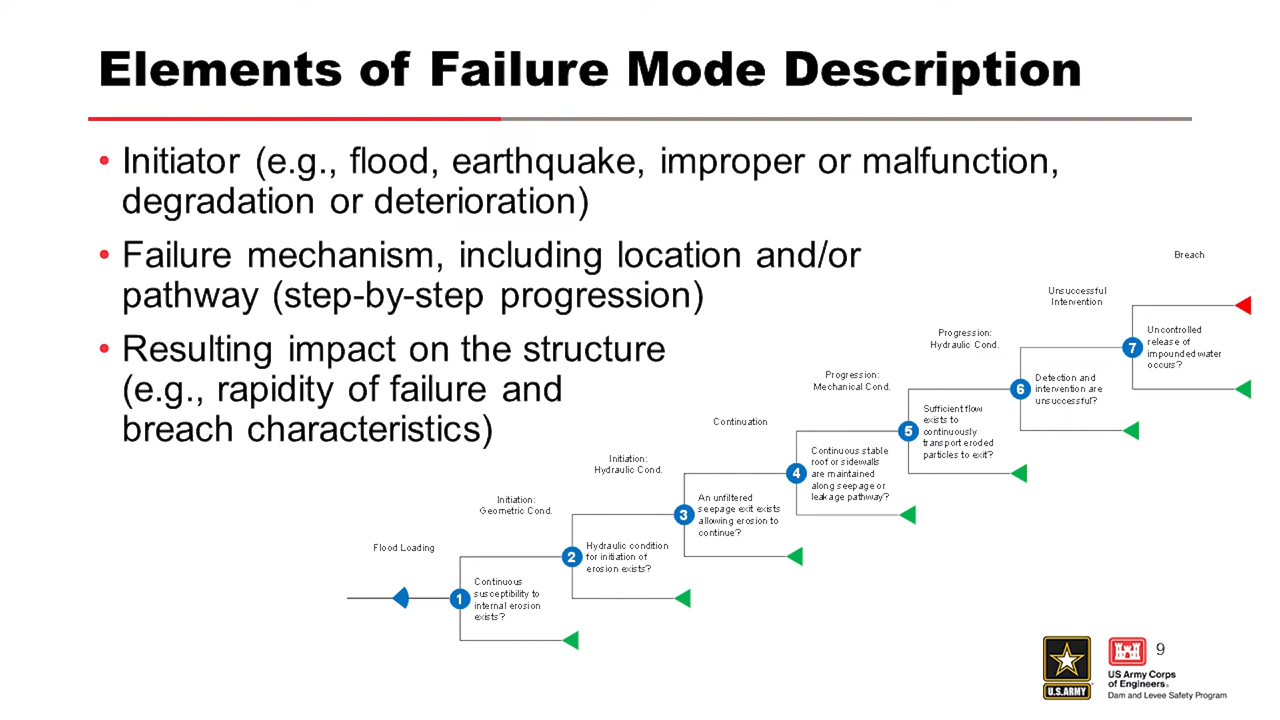 Elements of Failure Mode Description
• Initiator (e.g., flood, earthquake, improper or malfunction,
degradation or deterioration)
• Failure mechanism, including location and/or
pathway (step-by-step progression)
• Resulting impact on the structure
(e.g., rapidity of failure and
breach characteristics)
Flood Loading
1
Continuous
susceptibility to
internal erosion
exists?
Initiation:
Geometric Cond.
2
Hydraulic condition
for initiation of
erosion exists?
Initiation:
Hydraulic Cond.
3
An unfiltered
seepage exit exists
allowing erosion to
continue?
Continuation
4
Continuous stable
roof or sidewalls
are maintained
along seepage or
leakage pathway?
Progression:
Mechanical Cond.
5
Sufficient flow
exists to
continuously
transport eroded
particles to exit?
Progression:
Hydraulic Cond.
6
Detection and
intervention are
unsuccessful?
Unsuccessful
Intervention
7
Uncontrolled
release of
impounded water
occurs?
Breach
U.S.ARMY
US Army Corps
of Engineers®
Dam and Levee Safety Program
9